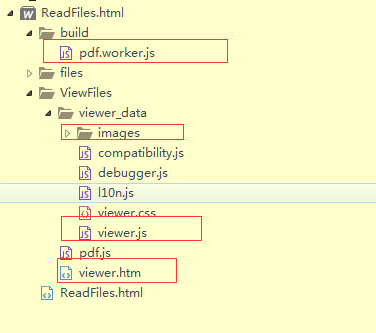 ReadFiles.html
build
pdf.worker.js
files
ViewFiles
viewer_data
images
compatibility.js
debugger.js
l10n.js
viewer.css
viewer.js
pdf.js
viewer.htm
ReadFiles.html